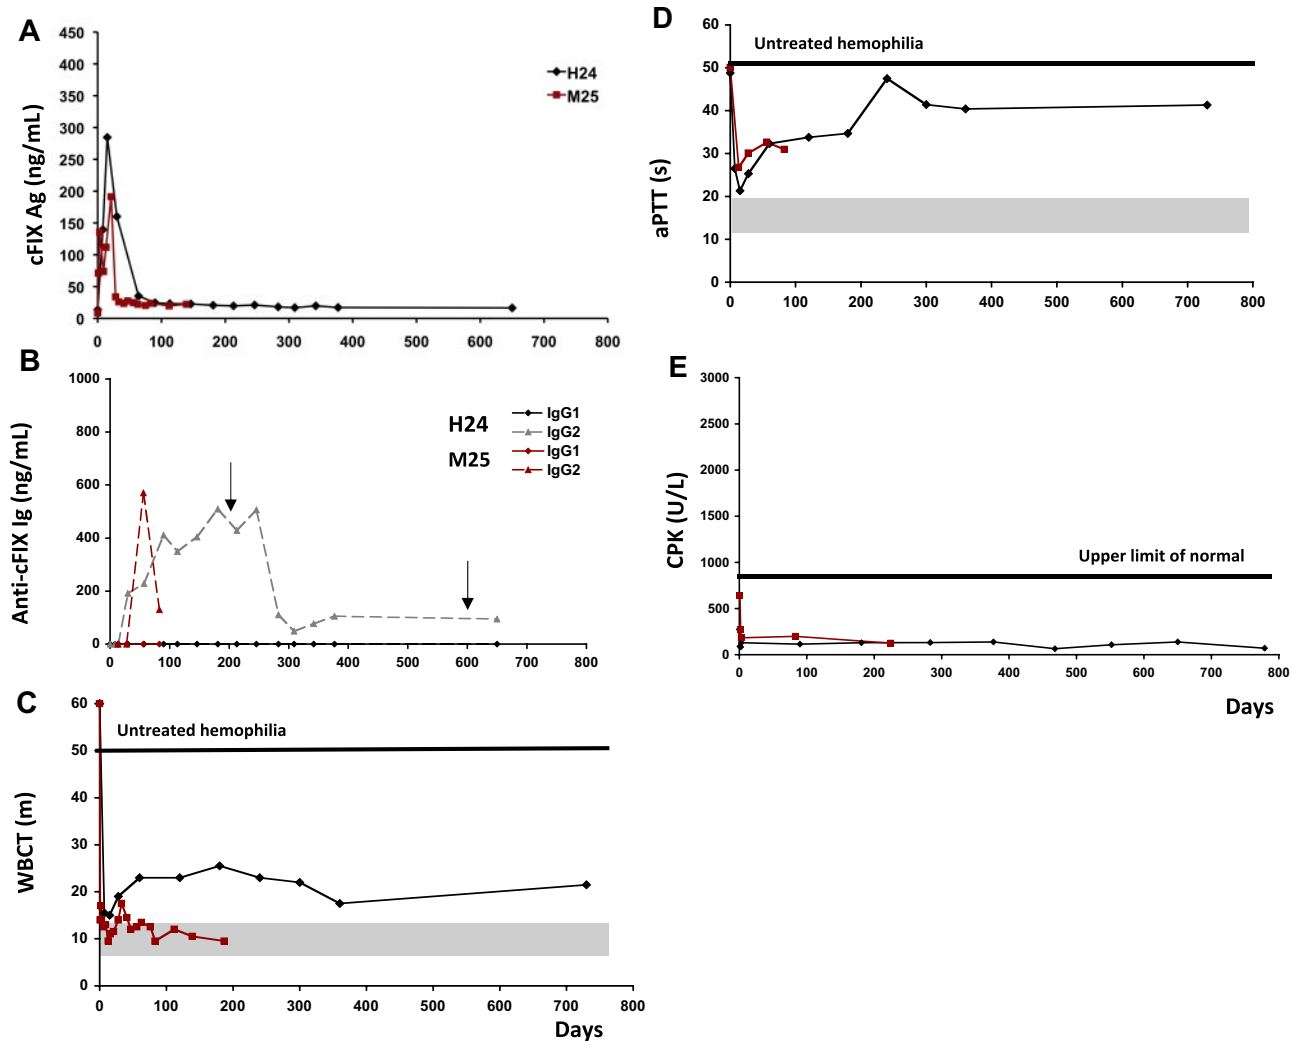 A
cFIX Ag (ng/mL)
450
400
350
300
250
200
150
100
50
0
0 100 200 300 400 500 600 700 800
H24
M25
B
Anti-cFIX Ig (ng/mL)
1000
800
600
400
200
0
0 100 200 300 400 500 600 700 800
H24
M25
IgG1
IgG2
IgG1
IgG2
C
WBCT (m)
60
50
40
30
20
10
0
0 100 200 300 400 500 600 700 800
Untreated hemophilia
Days
D
aPTT (s)
60
50
40
30
20
10
0
0 100 200 300 400 500 600 700 800
Untreated hemophilia
E
CPK (U/L)
3000
2500
2000
1500
1000
500
0
0 100 200 300 400 500 600 700 800
Upper limit of normal
Days